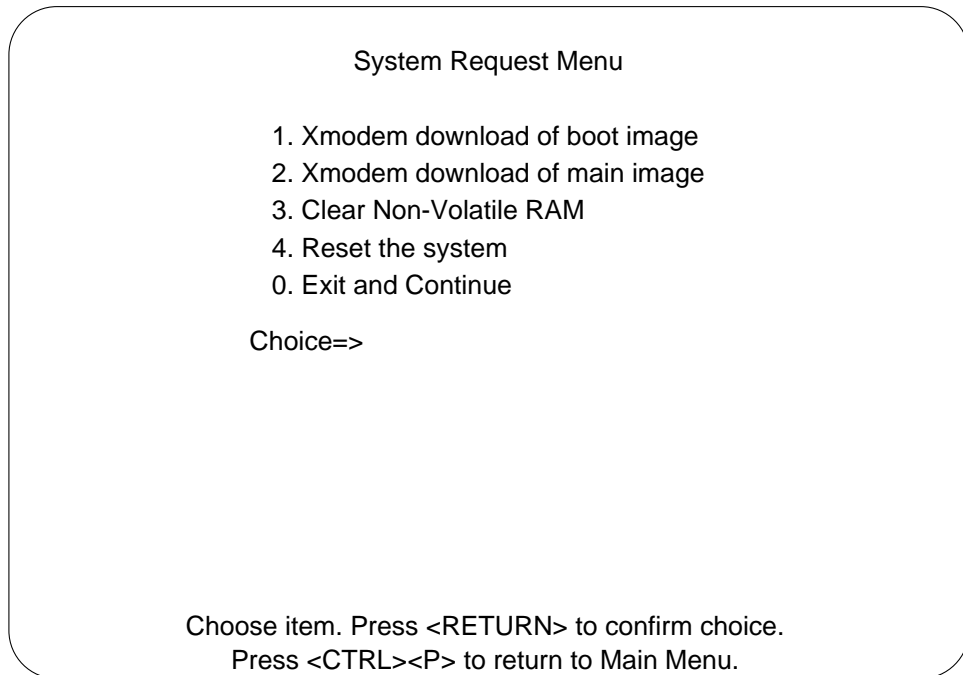 System Request Menu
1. Xmodem download of boot image
2. Xmodem download of main image
3. Clear Non-Volatile RAM
4. Reset the system
0. Exit and Continue
Choice=>
Choose item. Press <RETURN> to confirm choice.
Press <CTRL><P> to return to Main Menu.